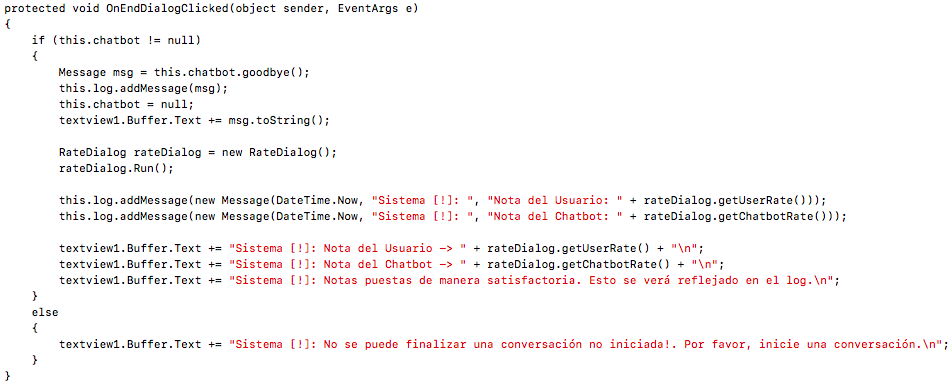 protected void OnEndDialogClicked(object sender, EventArgs e)
{
    if (this.chatbot != null)
    {
        Message msg = this.chatbot.goodbye();
        this.log.addMessage(msg);
        this.chatbot = null;
        textview1.Buffer.Text += msg.toString();

        RateDialog rateDialog = new RateDialog();
        rateDialog.Run();

        this.log.addMessage(new Message(DateTime.Now, "Sistema [!]: ", "Nota del Usuario: " + rateDialog.getUserRate()));
        this.log.addMessage(new Message(DateTime.Now, "Sistema [!]: ", "Nota del Chatbot: " + rateDialog.getChatbotRate()));

        textview1.Buffer.Text += "Sistema [!]: Nota del Usuario -> " + rateDialog.getUserRate() + "\n";
        textview1.Buffer.Text += "Sistema [!]: Nota del Chatbot -> " + rateDialog.getChatbotRate() + "\n";
        textview1.Buffer.Text += "Sistema [!]: Notas puestas de manera satisfactoria. Esto se verá reflejado en el log.\n";
    }
    else
    {
        textview1.Buffer.Text += "Sistema [!]: No se puede finalizar una conversación no iniciada!. Por favor, inicie una conversación.\n";
    }
}